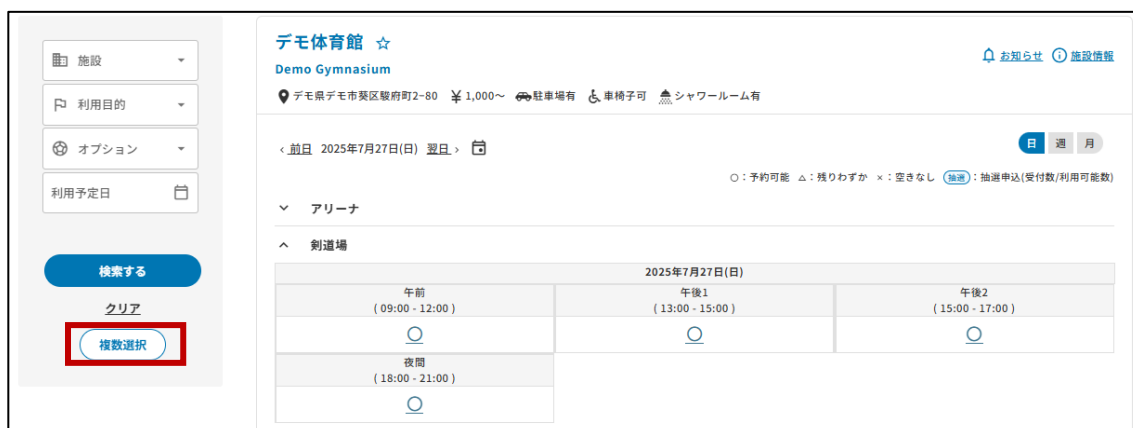 施設
利用目的
オプション
利用予定日
検索する
クリア
複数選択
デモ体育館 ☆
Demo Gymnasium
お知らせ 施設情報
デモ県デモ市葵区駿府町2-80 ¥ 1,000～ 駐車場有 車椅子可 シャワールーム有
‹ 前日 2025年7月27日(日) 翌日 ›
日 週 月
○：予約可能 △：残りわずか ×：空きなし 抽選：抽選申込(受付数/利用可能数)
アリーナ
剣道場
2025年7月27日(日)
午前 午後1 午後2
( 09:00 - 12:00 ) ( 13:00 - 15:00 ) ( 15:00 - 17:00 )
○ ○ ○
夜間
( 18:00 - 21:00 )
○